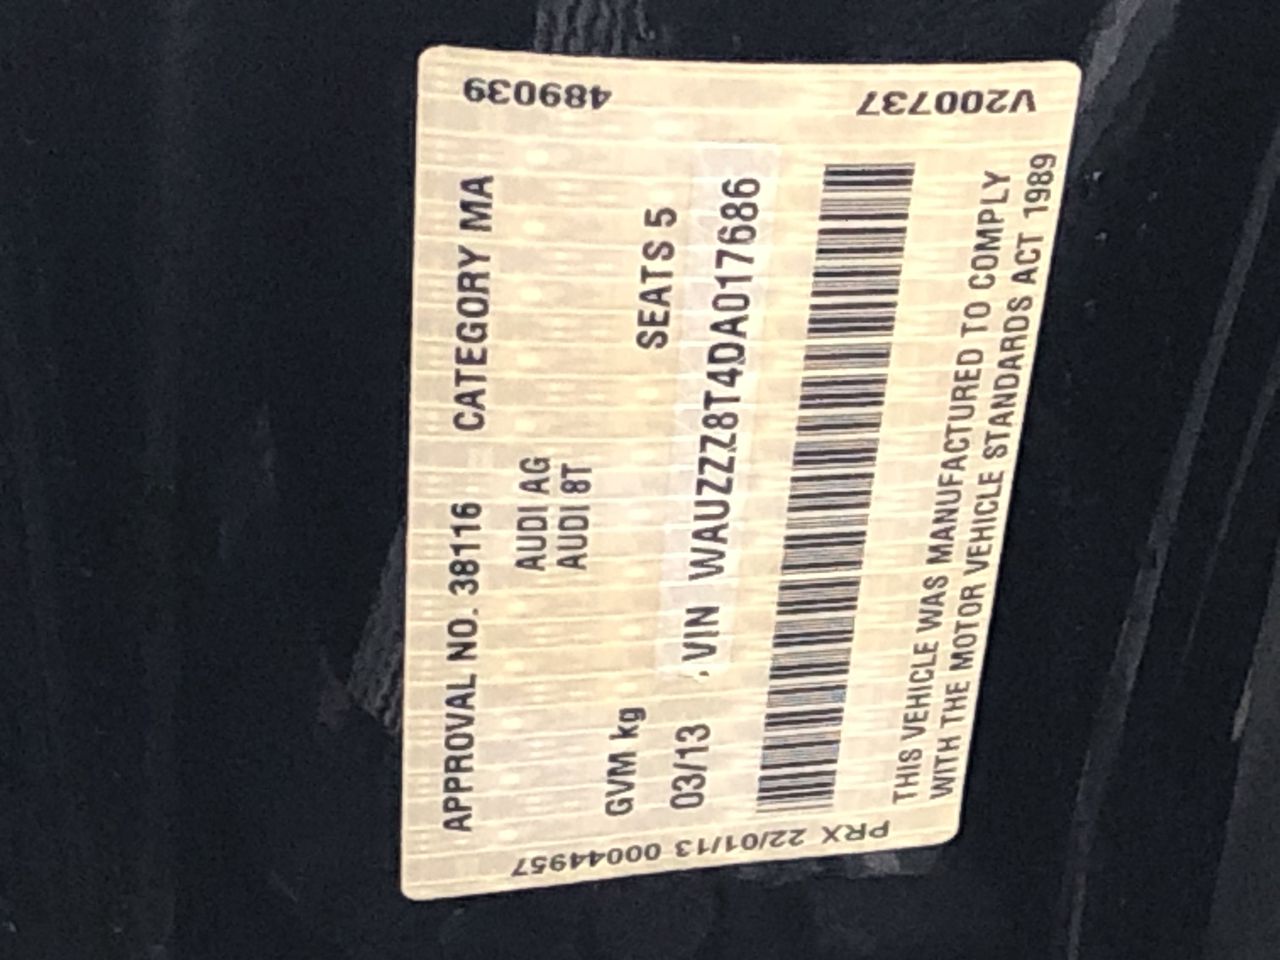 APPROVAL NO. 38116 CATEGORY MA
AUDI AG
AUDI 8T
GVM kg SEATS 5
03/13 VIN WAUZZZ8T4DA017686
THIS VEHICLE WAS MANUFACTURED TO COMPLY
WITH THE MOTOR VEHICLE STANDARDS ACT 1989
489039
V200737
PRX 22/01/13 00044957